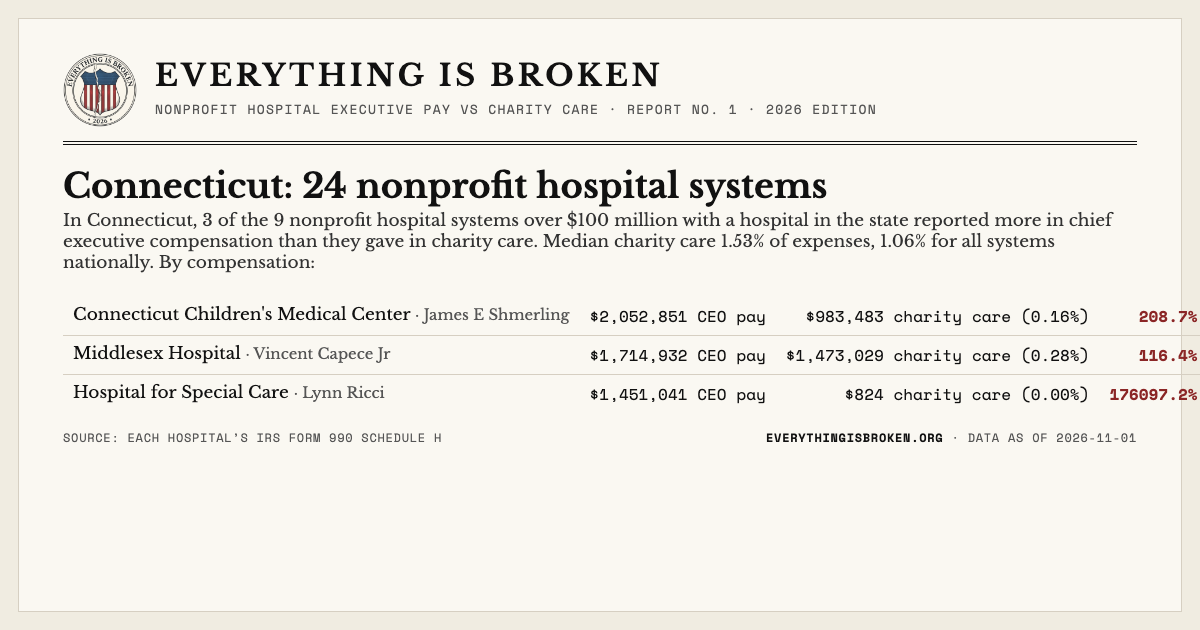 EVERYTHING IS BROKEN
2026
EVERYTHING IS BROKEN
NONPROFIT HOSPITAL EXECUTIVE PAY VS CHARITY CARE · REPORT NO. 1 · 2026 EDITION
Connecticut: 24 nonprofit hospital systems
In Connecticut, 3 of the 9 nonprofit hospital systems over $100 million with a hospital in the state reported more in chief
executive compensation than they gave in charity care. Median charity care 1.53% of expenses, 1.06% for all systems
nationally. By compensation:
Connecticut Children's Medical Center · James E Shmerling $2,052,851 CEO pay $983,483 charity care (0.16%) 208.7%
Middlesex Hospital · Vincent Capece Jr $1,714,932 CEO pay $1,473,029 charity care (0.28%) 116.4%
Hospital for Special Care · Lynn Ricci $1,451,041 CEO pay $824 charity care (0.00%) 176097.2%
SOURCE: EACH HOSPITAL’S IRS FORM 990 SCHEDULE H
EVERYTHINGISBROKEN.ORG · DATA AS OF 2026-11-01